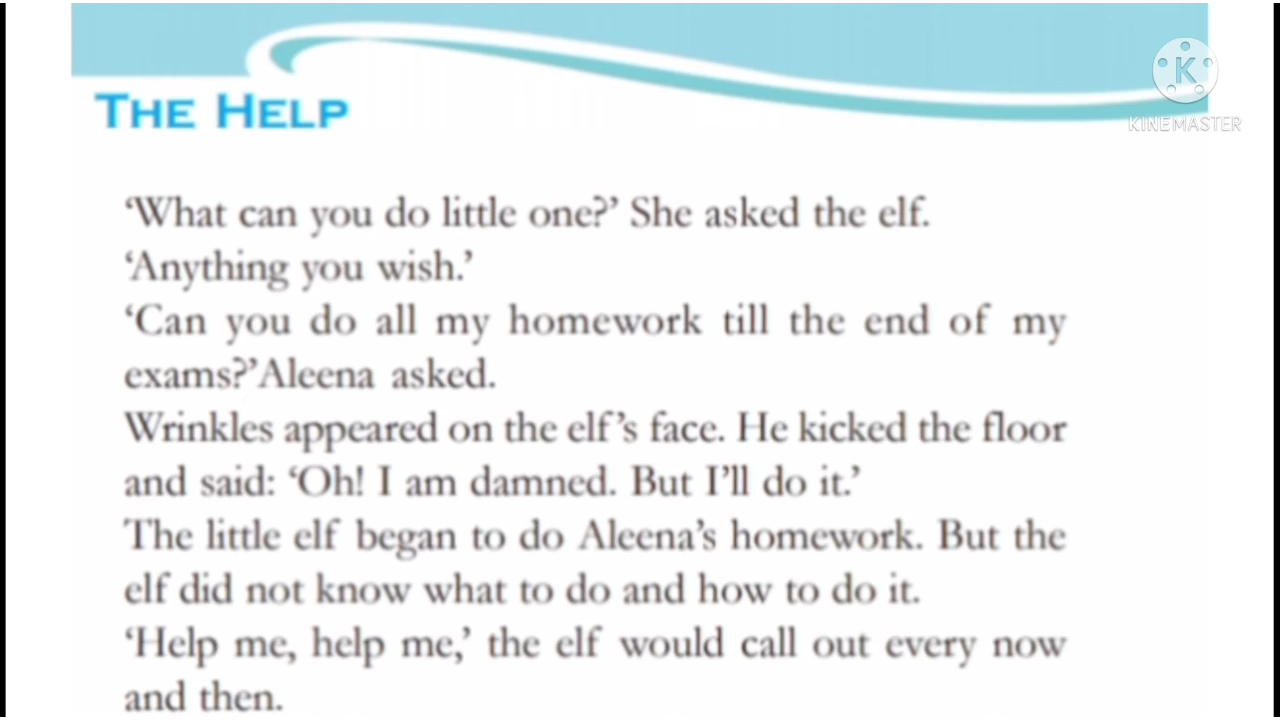 K
KINEMASTER
THE HELP
‘What can you do little one?’ She asked the elf.
‘Anything you wish.’
‘Can you do all my homework till the end of my
exams?’Aleena asked.
Wrinkles appeared on the elf’s face. He kicked the floor
and said: ‘Oh! I am damned. But I’ll do it.’
The little elf began to do Aleena’s homework. But the
elf did not know what to do and how to do it.
‘Help me, help me,’ the elf would call out every now
and then.